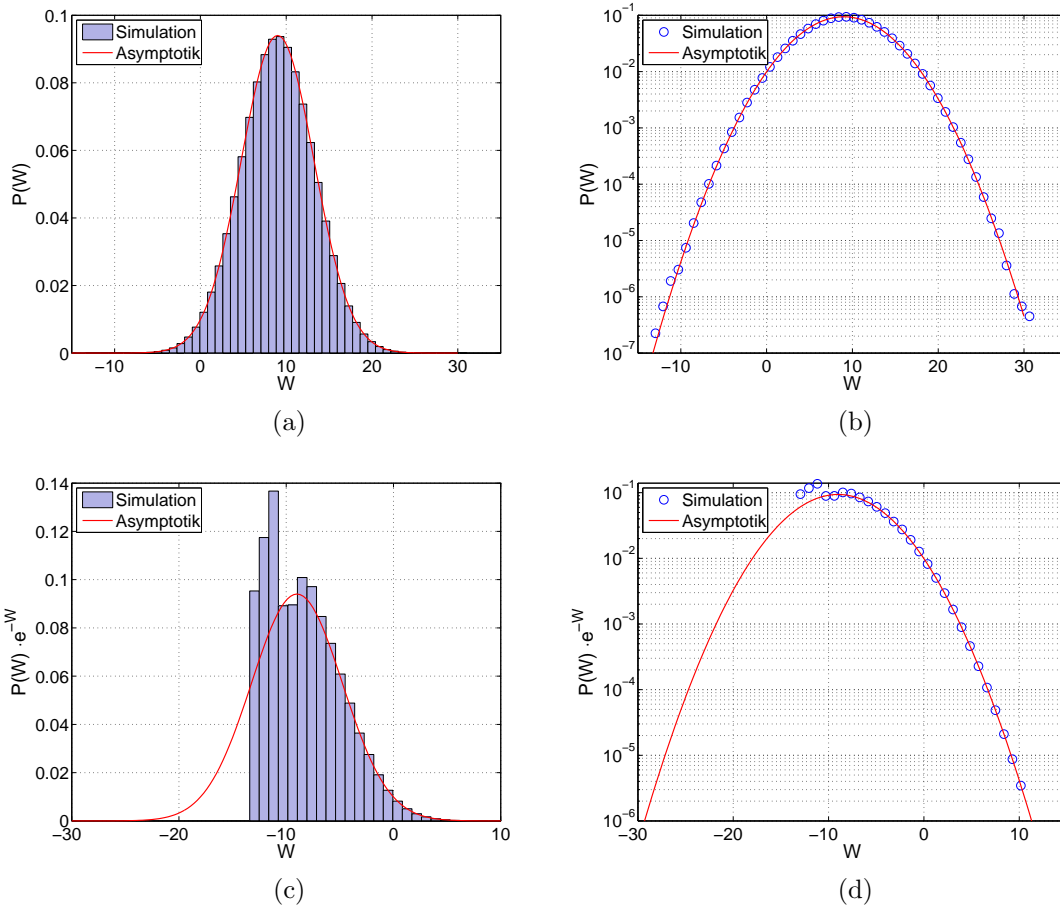 0.1
0.08
0.06
0.04
0.02
0
P(W)
Simulation
Asymptotik
−10 0 10 20 30
W
(a)
10−1
10−2
10−3
10−4
10−5
10−6
10−7
P(W)
Simulation
Asymptotik
−10 0 10 20 30
W
(b)
0.14
0.12
0.1
0.08
0.06
0.04
0.02
0
P(W) ⋅ e−W
Simulation
Asymptotik
−30 −20 −10 0 10
W
(c)
10−1
10−2
10−3
10−4
10−5
10−6
P(W) ⋅ e−W
Simulation
Asymptotik
−30 −20 −10 0 10
W
(d)